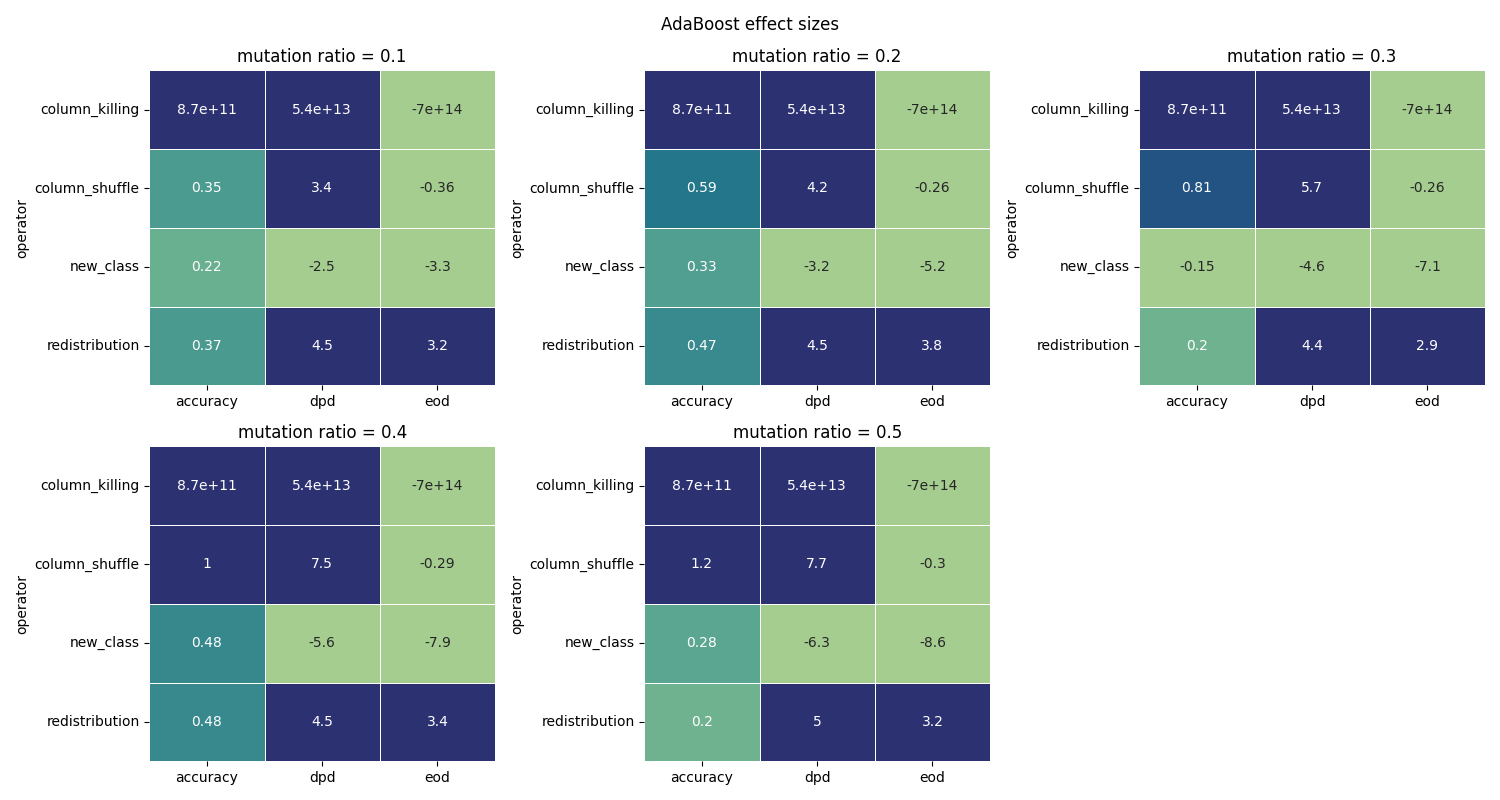 AdaBoost effect sizes
mutation ratio = 0.1
operator
column_killing 8.7e+11 5.4e+13 -7e+14
column_shuffle 0.35 3.4 -0.36
new_class 0.22 -2.5 -3.3
redistribution 0.37 4.5 3.2
accuracy dpd eod
mutation ratio = 0.2
operator
column_killing 8.7e+11 5.4e+13 -7e+14
column_shuffle 0.59 4.2 -0.26
new_class 0.33 -3.2 -5.2
redistribution 0.47 4.5 3.8
accuracy dpd eod
mutation ratio = 0.3
operator
column_killing 8.7e+11 5.4e+13 -7e+14
column_shuffle 0.81 5.7 -0.26
new_class -0.15 -4.6 -7.1
redistribution 0.2 4.4 2.9
accuracy dpd eod
mutation ratio = 0.4
operator
column_killing 8.7e+11 5.4e+13 -7e+14
column_shuffle 1 7.5 -0.29
new_class 0.48 -5.6 -7.9
redistribution 0.48 4.5 3.4
accuracy dpd eod
mutation ratio = 0.5
operator
column_killing 8.7e+11 5.4e+13 -7e+14
column_shuffle 1.2 7.7 -0.3
new_class 0.28 -6.3 -8.6
redistribution 0.2 5 3.2
accuracy dpd eod